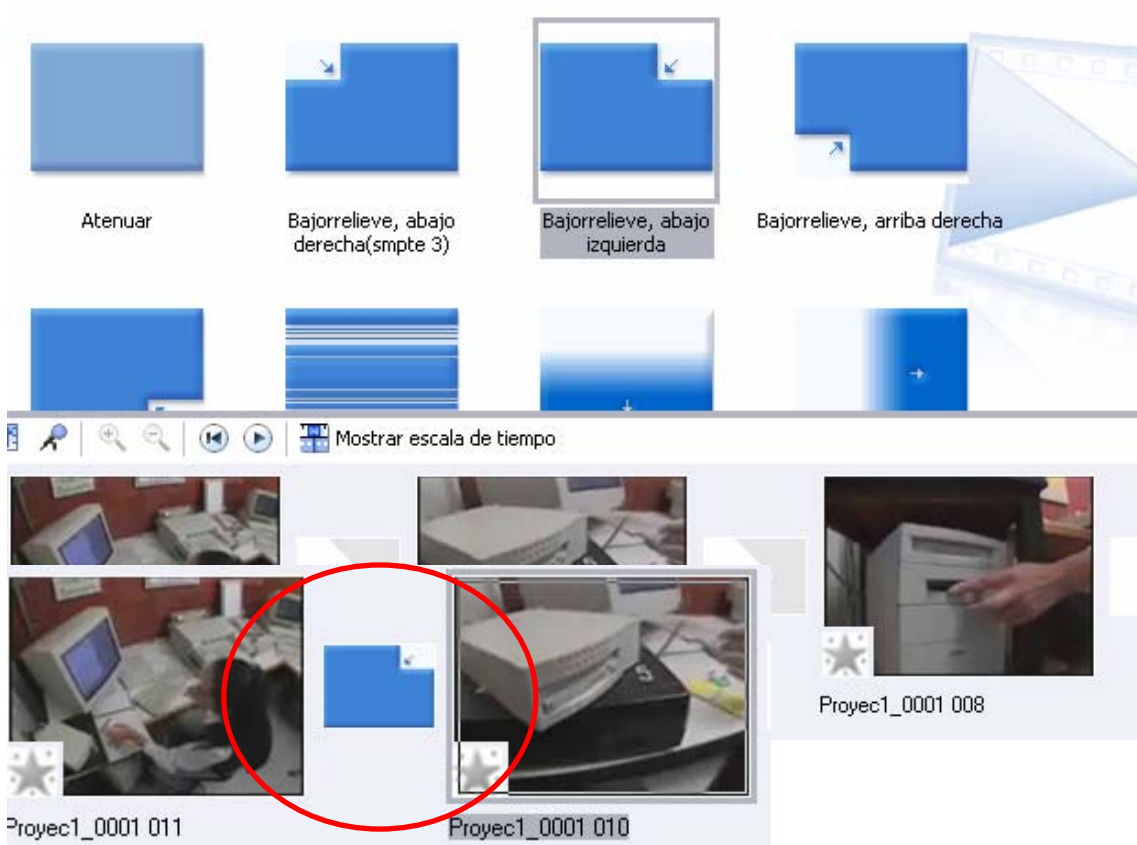 Atenuar
Bajorrelieve, abajo
derecha(smpte 3)
Bajorrelieve, abajo
izquierda
Bajorrelieve, arriba derecha
Mostrar escala de tiempo
Proyec1_0001 008
Proyec1_0001 011
Proyec1_0001 010